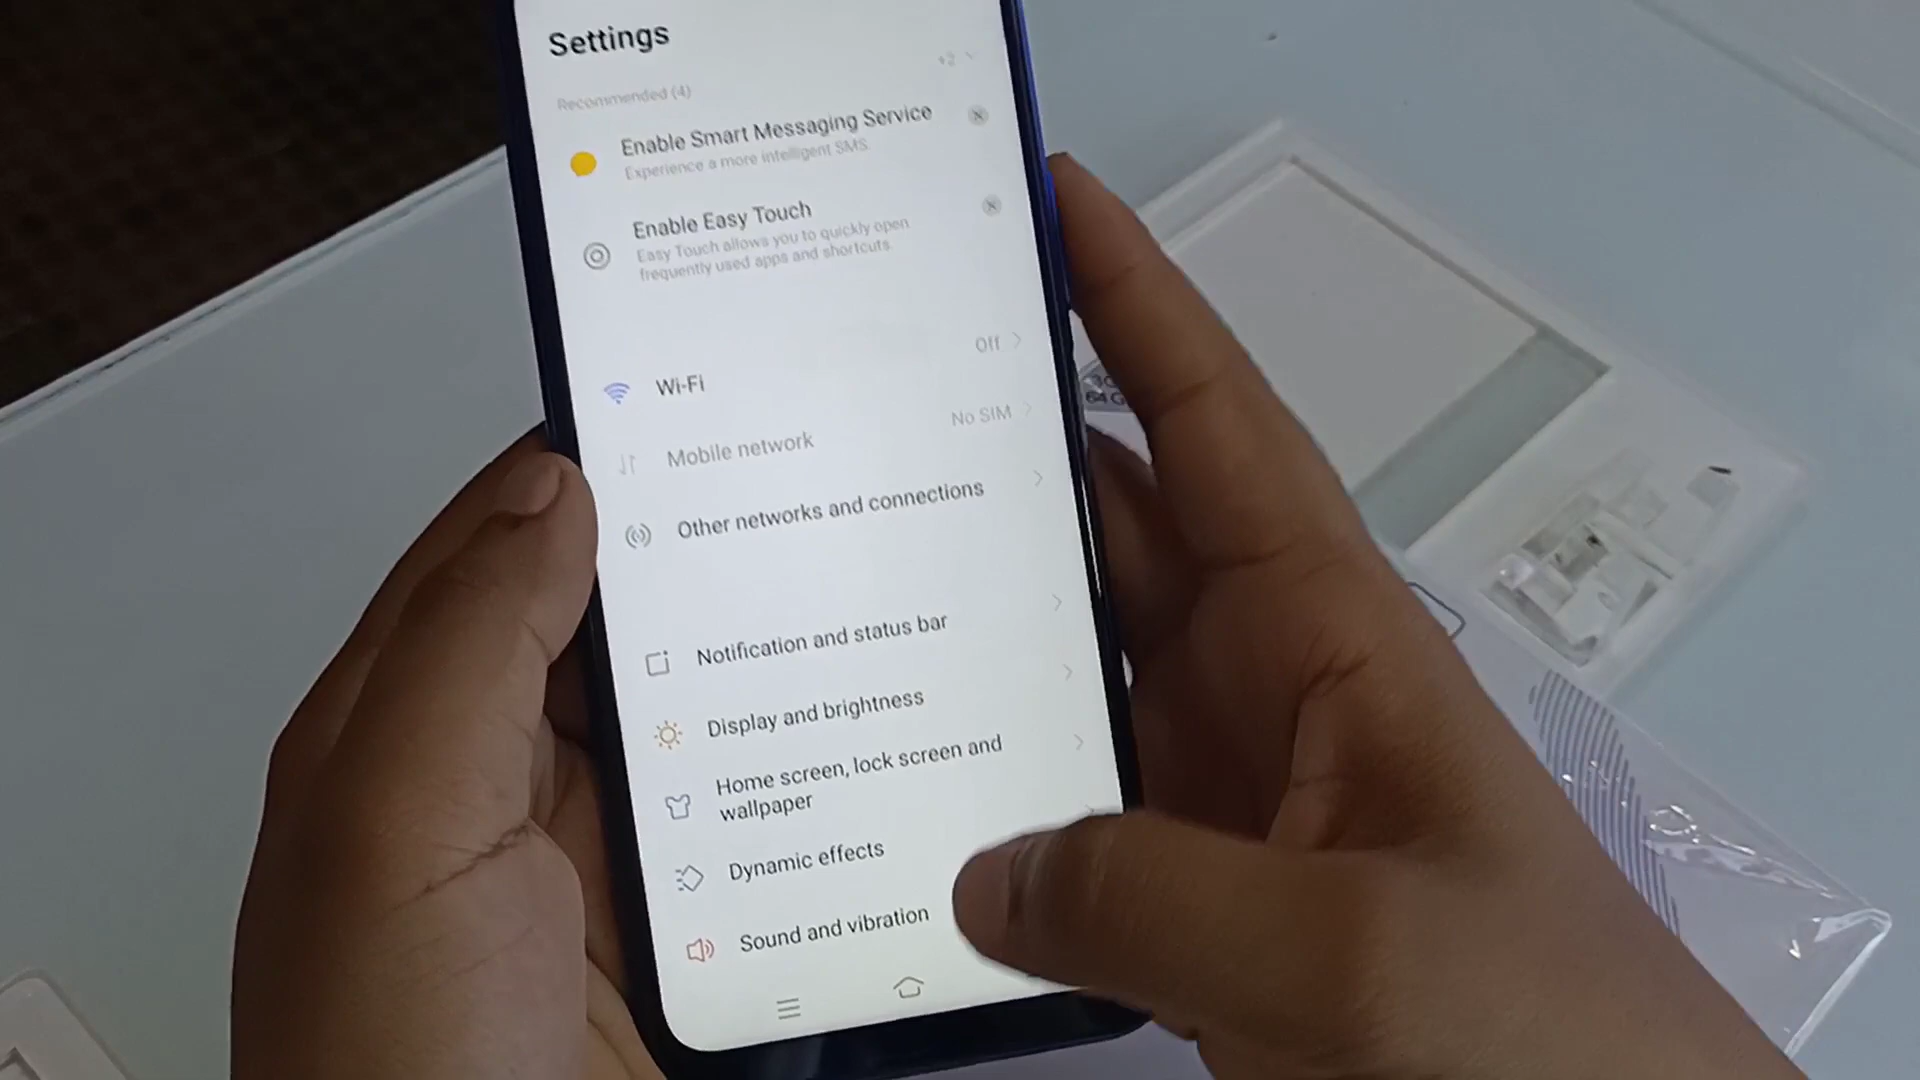 Settings
+2
Recommended (4)
Enable Smart Messaging Service
Experience a more intelligent SMS.
Enable Easy Touch
Easy Touch allows you to quickly open
frequently used apps and shortcuts.
Wi-Fi
Off
Mobile network
No SIM
Other networks and connections
Notification and status bar
Display and brightness
Home screen, lock screen and
wallpaper
Dynamic effects
Sound and vibration
64 G